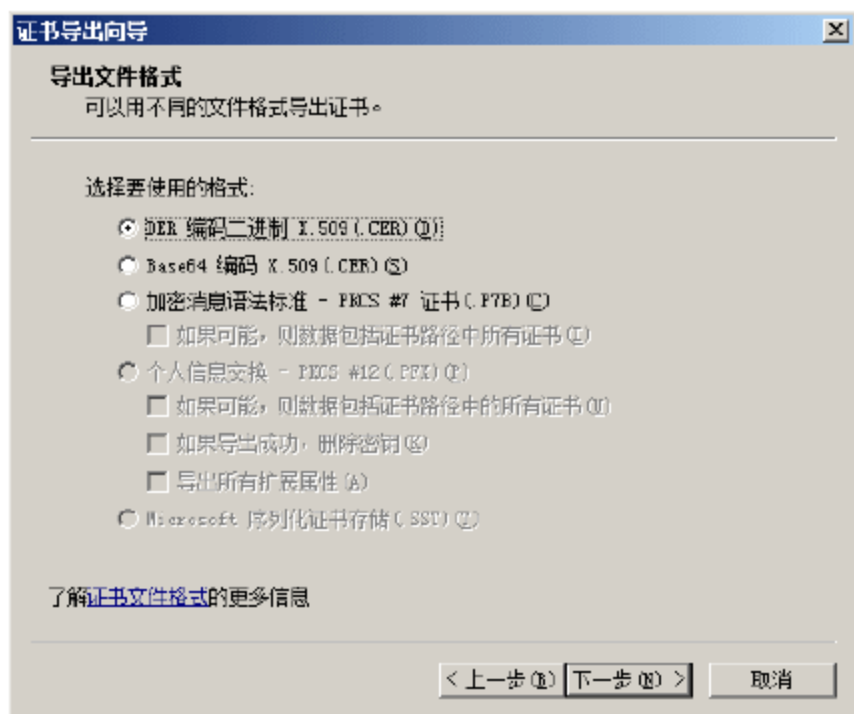 证书导出向导
导出文件格式
可以用不同的文件格式导出证书。
选择要使用的格式:
DER 编码二进制 X.509(.CER)(D)
Base64 编码 X.509(.CER)(S)
加密消息语法标准 - PKCS #7 证书(.P7B)(C)
如果可能，则数据包括证书路径中所有证书(I)
个人信息交换 - PKCS #12(.PFX)(P)
如果可能，则数据包括证书路径中的所有证书(U)
如果导出成功，删除密钥(K)
导出所有扩展属性(A)
Microsoft 序列化证书存储(.SST)(T)
了解证书文件格式的更多信息
< 上一步(B) 下一步(N) > 取消